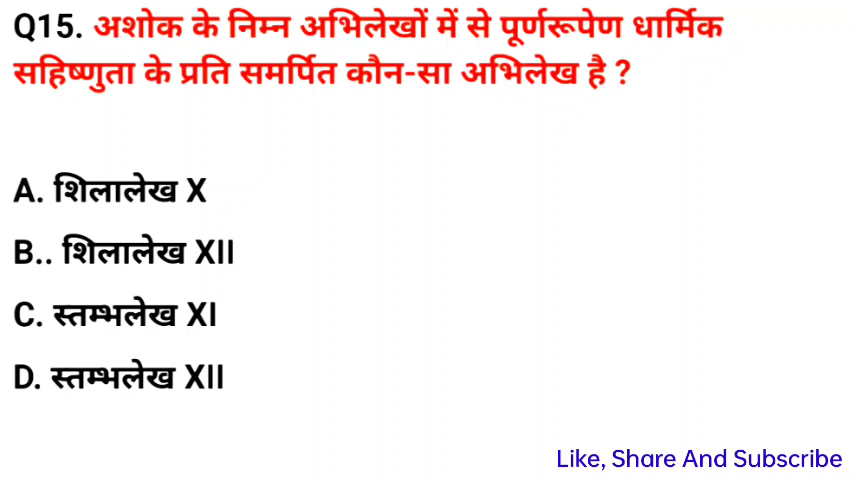 Q15. अशोक के निम्न अभिलेखों में से पूर्णरूपेण धार्मिक
सहिष्णुता के प्रति समर्पित कौन-सा अभिलेख है ?
A. शिलालेख X
B.. शिलालेख XII
C. स्तम्भलेख XI
D. स्तम्भलेख XII
Like, Share And Subscribe